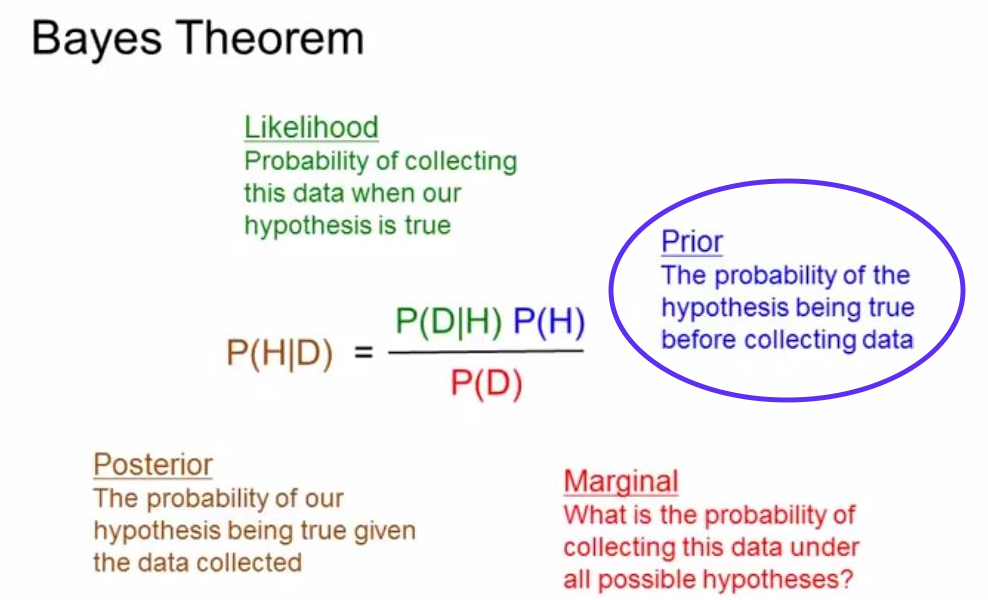 Bayes Theorem
Likelihood
Probability of collecting
this data when our
hypothesis is true
Prior
The probability of the
hypothesis being true
before collecting data
P(H|D) = P(D|H) P(H)
P(D)
Posterior
The probability of our
hypothesis being true given
the data collected
Marginal
What is the probability of
collecting this data under
all possible hypotheses?